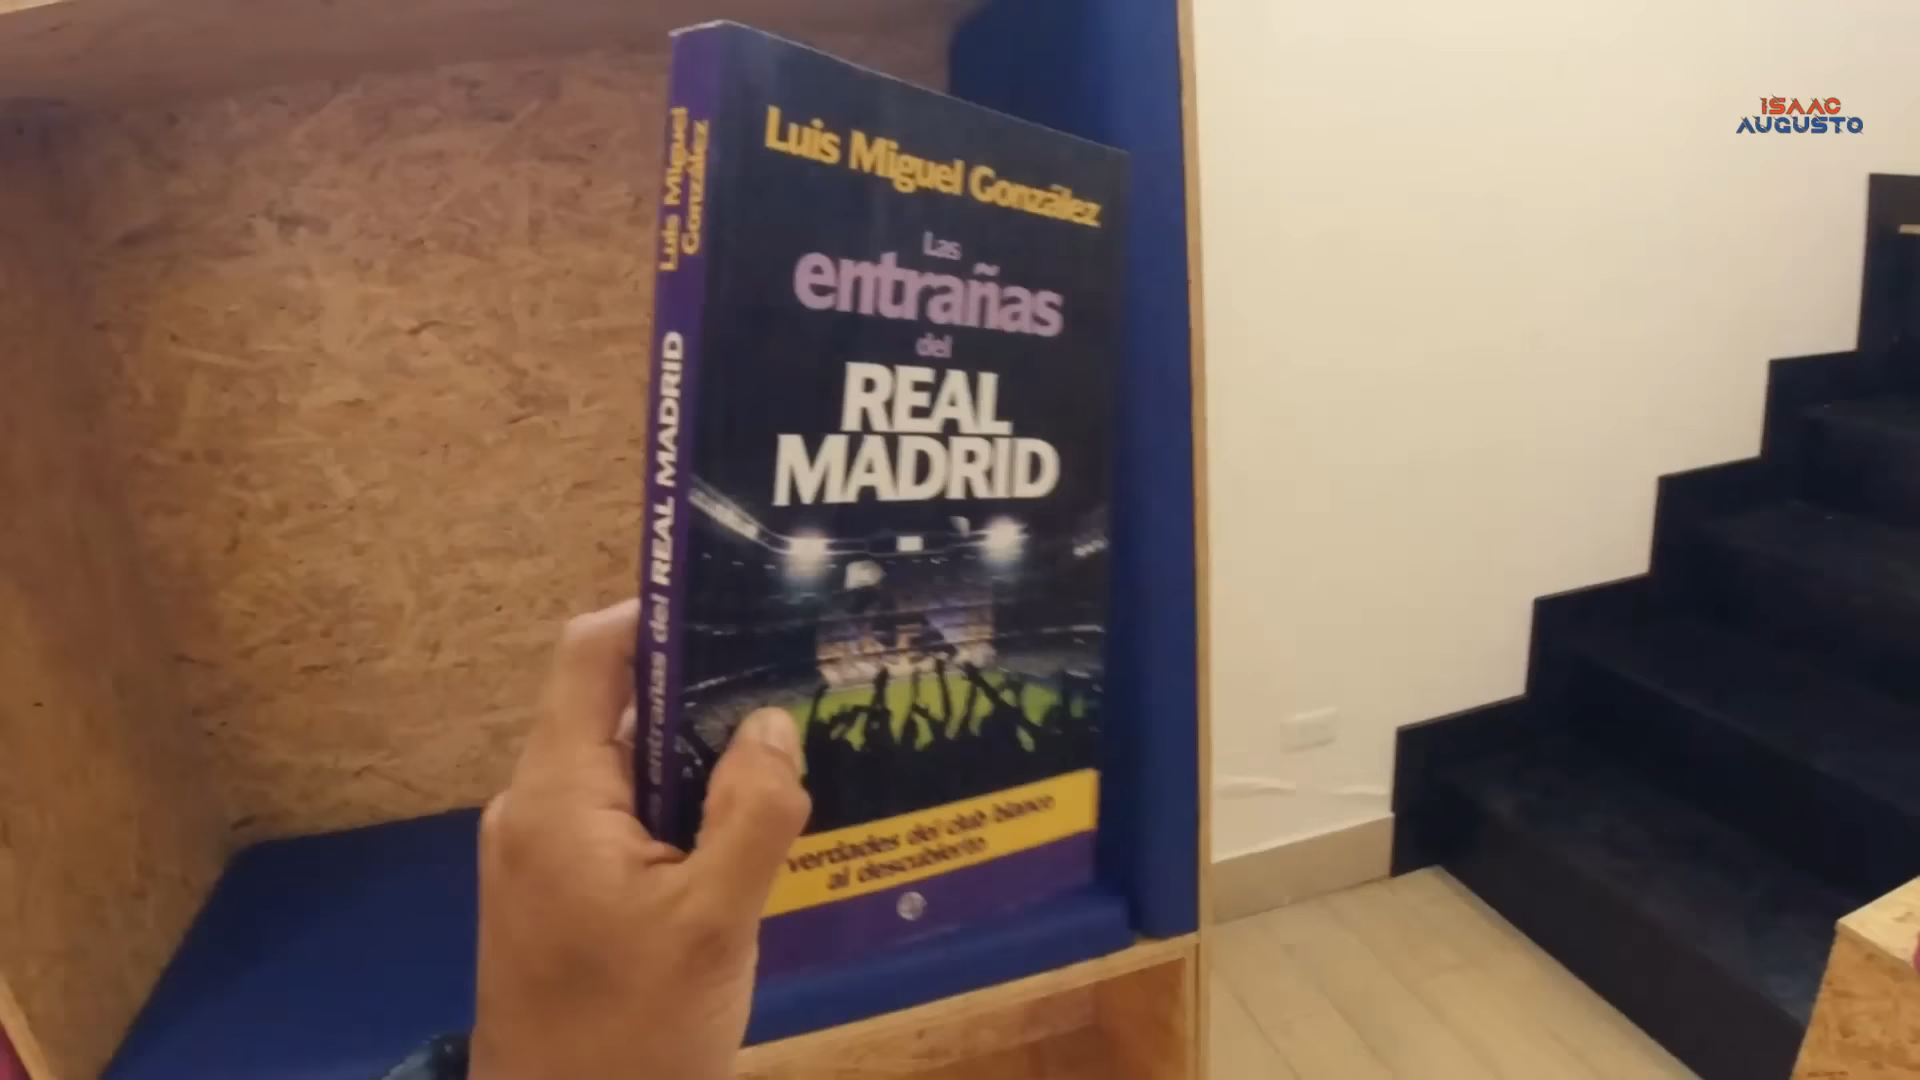 ISAAC
AUGUSTO
Luis Miguel González
Las
entrañas
del
REAL
MADRID
verdades del club blanco
al descubierto
Luis Miguel
González
entrañas del REAL MADRID